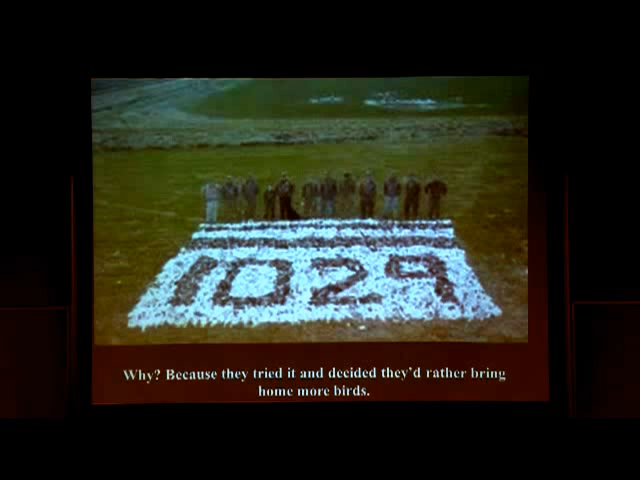 1029
Why? Because they tried it and decided they'd rather bring
home more birds.